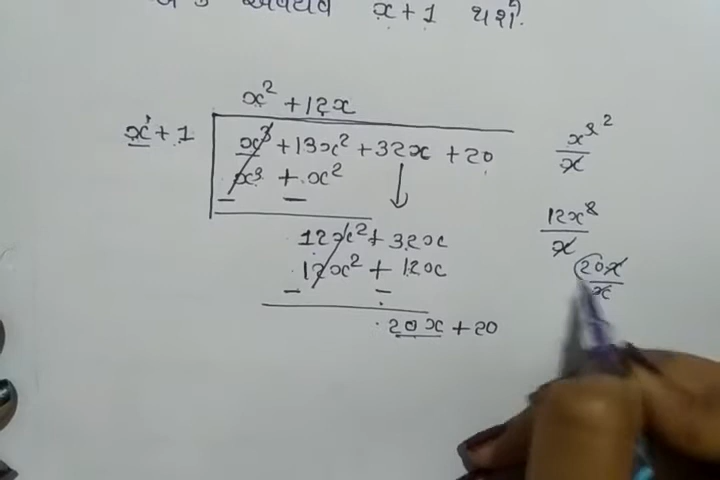 અવયવ x + 1 થશે.
x² + 12x
x + 1
x³ + 13x² + 32x + 20
x³ + x²
− −
12x² + 32x
12x² + 12x
− −
20x + 20
x³ ²
x
12x²
x
20x
x